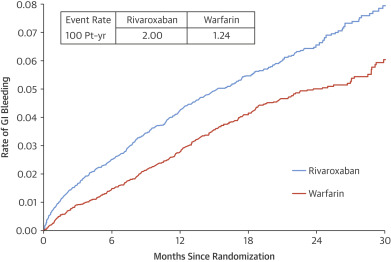 0.08
Event Rate Rivaroxaban Warfarin
100 Pt-yr 2.00 1.24
0.07
0.06
0.05
0.04
0.03
0.02
0.01
0.00
Rate of GI Bleeding
Rivaroxaban
Warfarin
0 6 12 18 24 30
Months Since Randomization